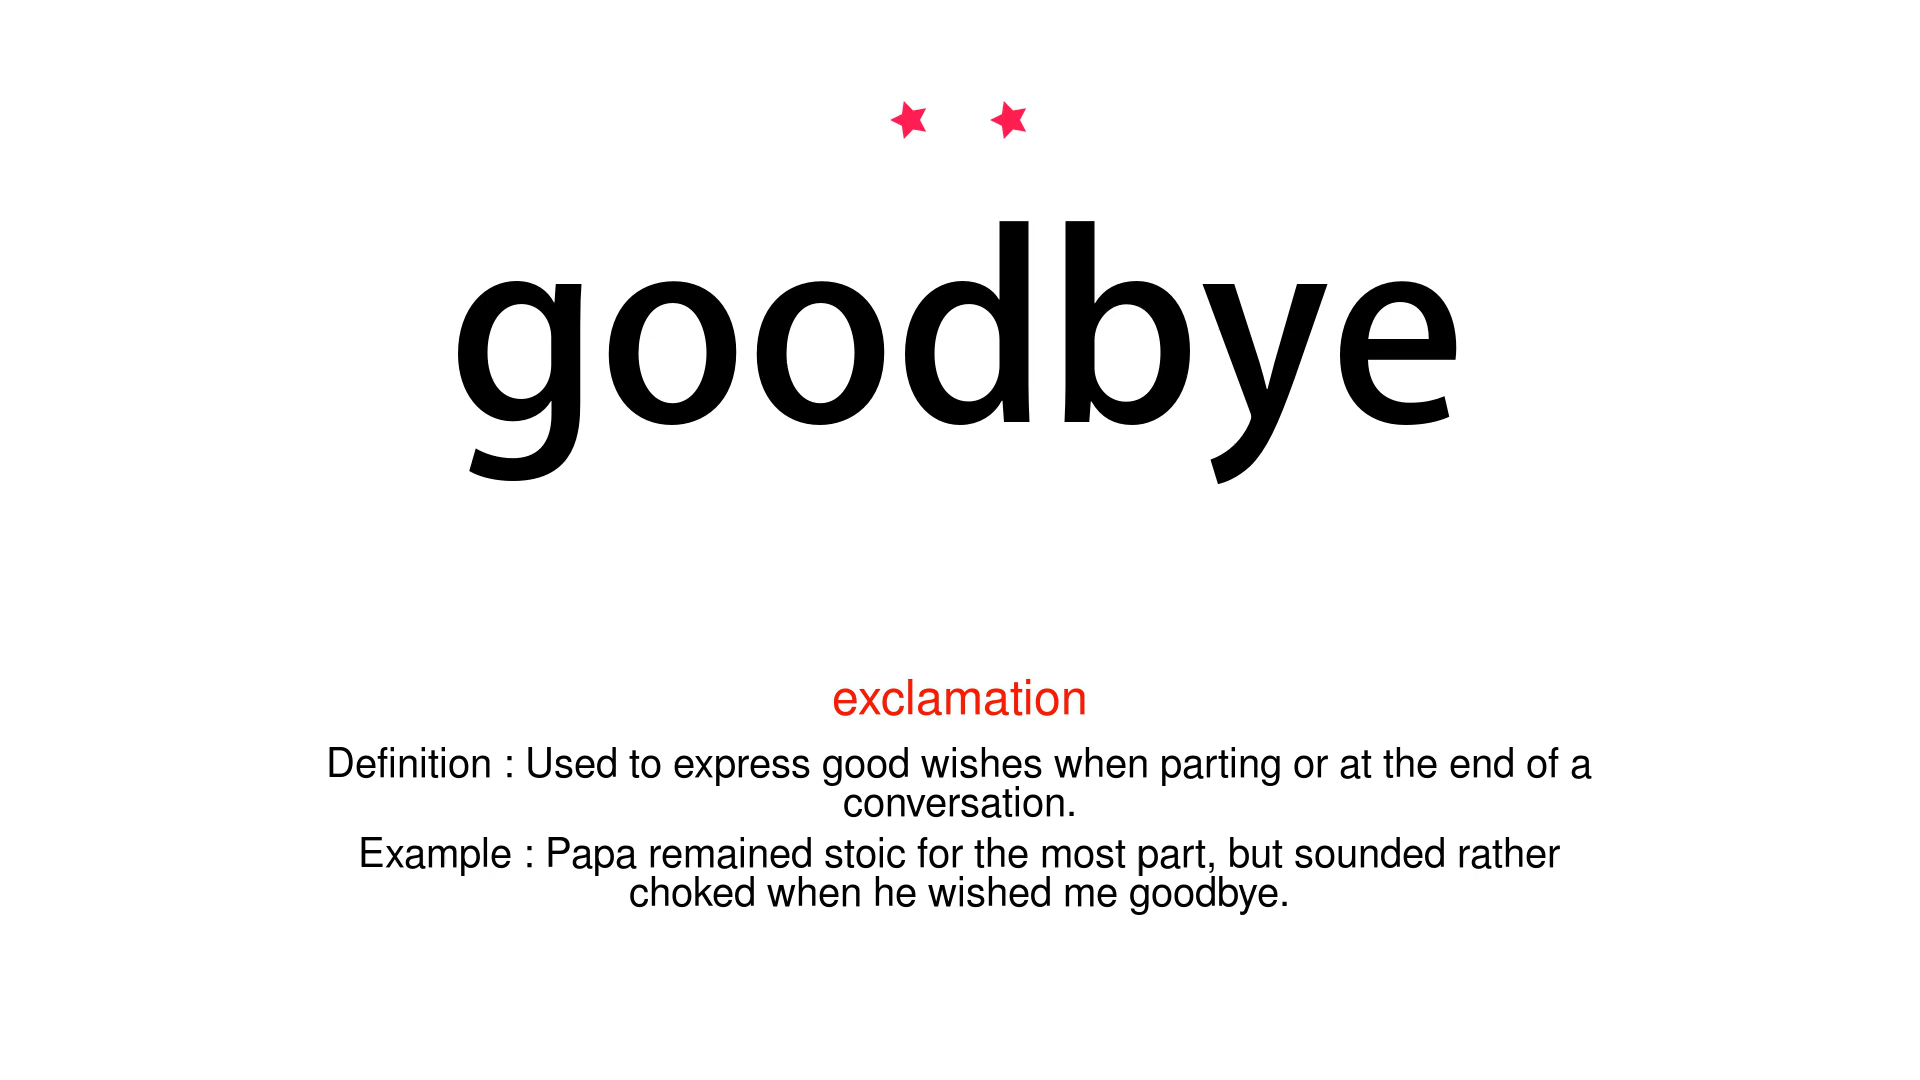 goodbye
exclamation
Definition : Used to express good wishes when parting or at the end of a
conversation.
Example : Papa remained stoic for the most part, but sounded rather
choked when he wished me goodbye.